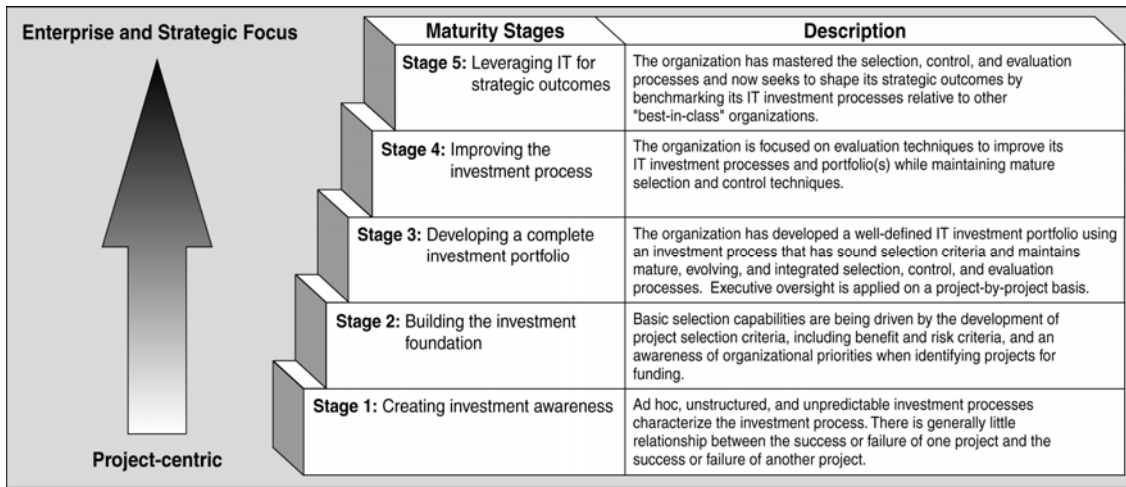 Enterprise and Strategic Focus
Project-centric
Maturity Stages
Description
Stage 5: Leveraging IT for
strategic outcomes
The organization has mastered the selection, control, and evaluation
processes and now seeks to shape its strategic outcomes by
benchmarking its IT investment processes relative to other
"best-in-class" organizations.
Stage 4: Improving the
investment process
The organization is focused on evaluation techniques to improve its
IT investment processes and portfolio(s) while maintaining mature
selection and control techniques.
Stage 3: Developing a complete
investment portfolio
The organization has developed a well-defined IT investment portfolio using
an investment process that has sound selection criteria and maintains
mature, evolving, and integrated selection, control, and evaluation
processes. Executive oversight is applied on a project-by-project basis.
Stage 2: Building the investment
foundation
Basic selection capabilities are being driven by the development of
project selection criteria, including benefit and risk criteria, and an
awareness of organizational priorities when identifying projects for
funding.
Stage 1: Creating investment awareness
Ad hoc, unstructured, and unpredictable investment processes
characterize the investment process. There is generally little
relationship between the success or failure of one project and the
success or failure of another project.